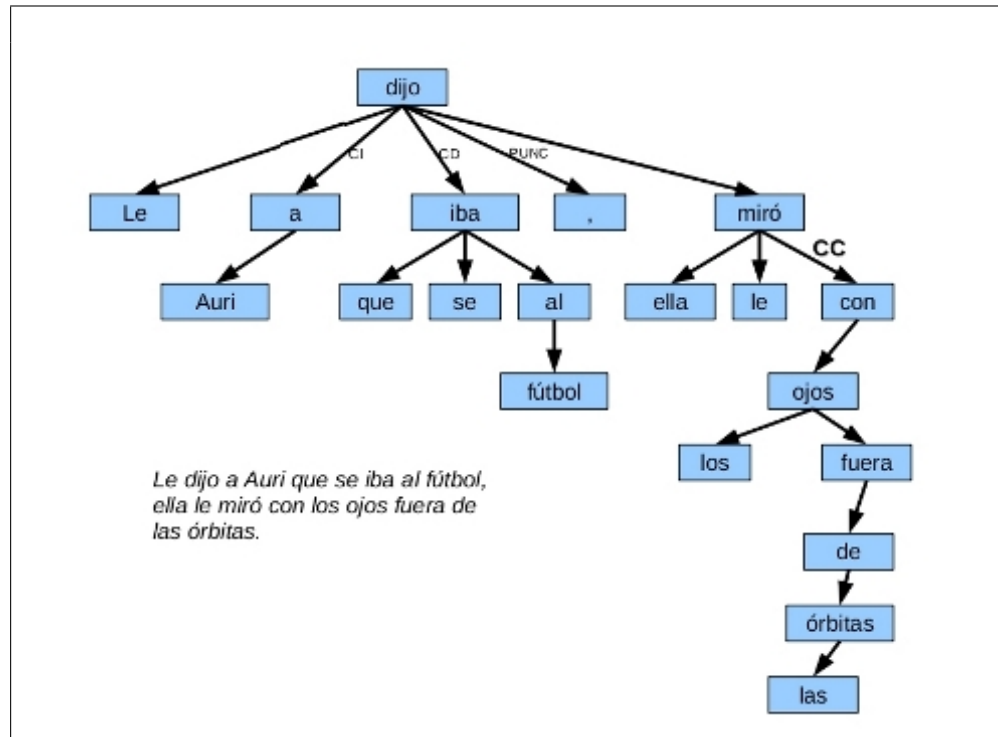 dijo
CI CD PUNC
Le a iba , miró
CC
Auri que se al ella le con
fútbol ojos
los fuera
Le dijo a Auri que se iba al fútbol,
ella le miró con los ojos fuera de
las órbitas.
de
órbitas
las